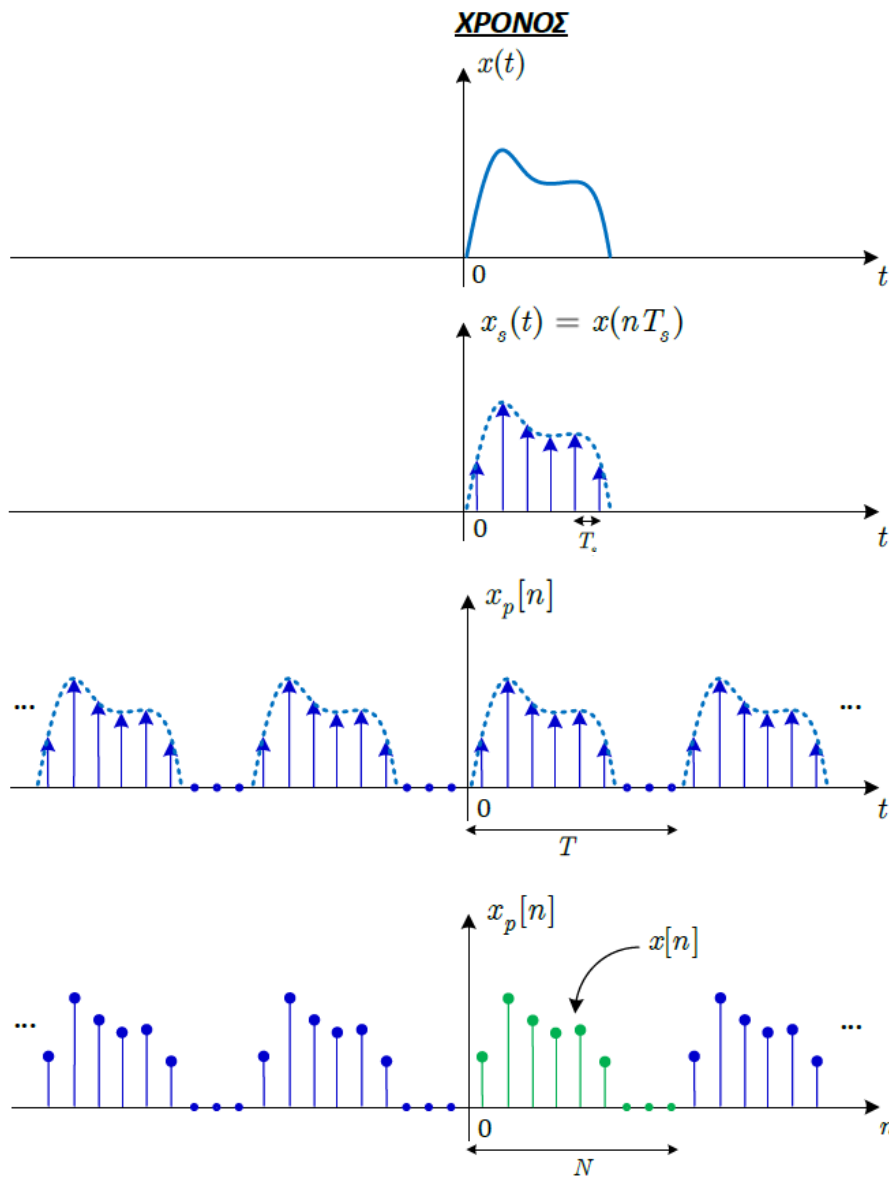 ΧΡΟΝΟΣ
x(t)
0
t
x_s(t) = x(nT_s)
0
T_s
t
x_p[n]
... ...
0
t
T
x_p[n]
x[n]
... ...
0
n
N